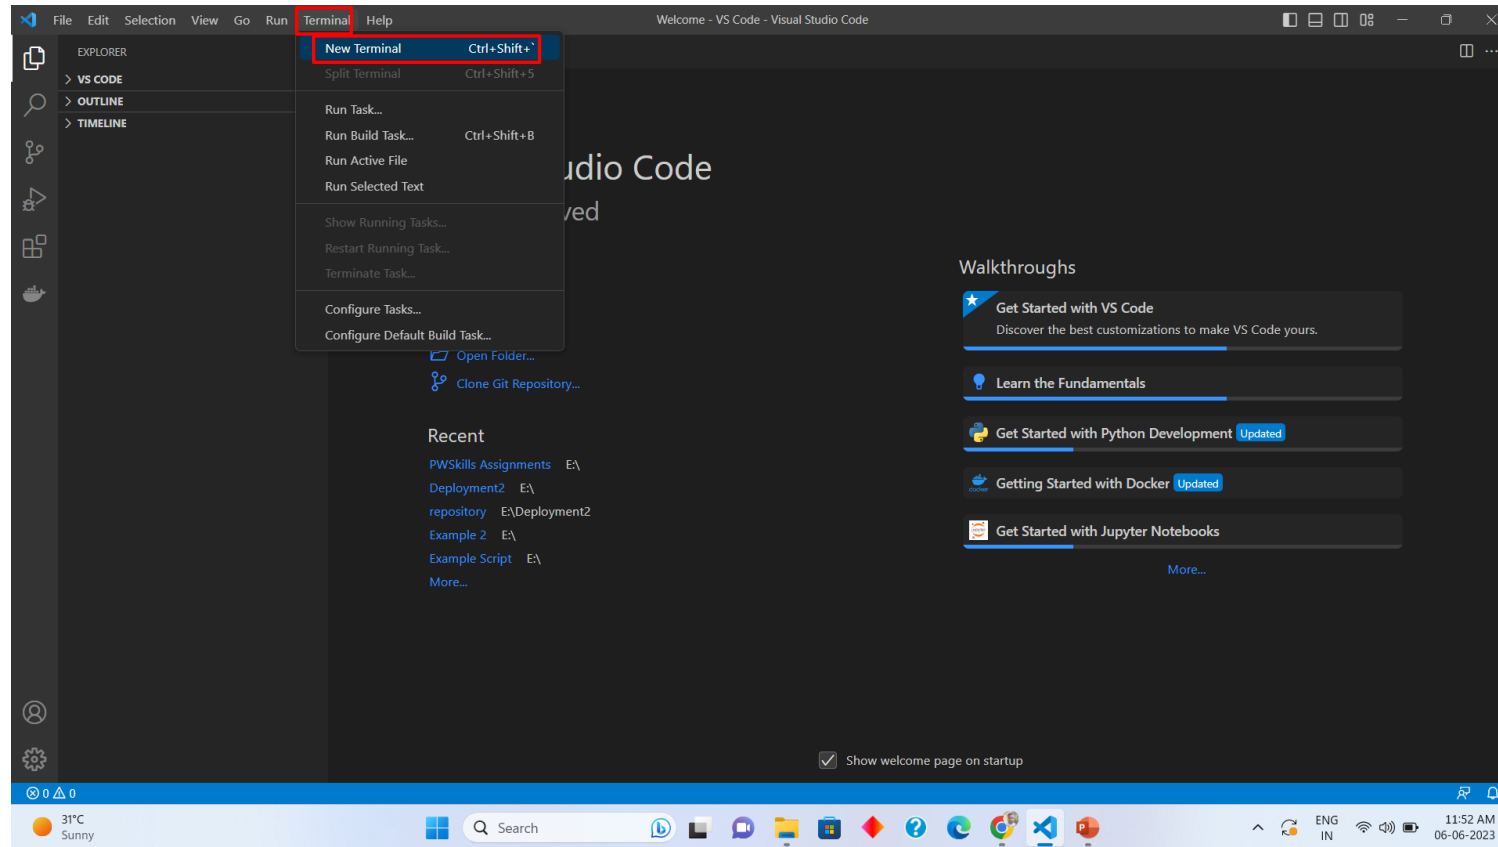 File Edit Selection View Go Run Terminal Help
Welcome - VS Code - Visual Studio Code
EXPLORER
VS CODE
OUTLINE
TIMELINE
New Terminal Ctrl+Shift+`
Split Terminal Ctrl+Shift+5
Run Task...
Run Build Task... Ctrl+Shift+B
Run Active File
Run Selected Text
Show Running Tasks...
Restart Running Task...
Terminate Task...
Configure Tasks...
Configure Default Build Task...
udio Code
ved
Open Folder...
Clone Git Repository...
Recent
PWSkills Assignments E:\
Deployment2 E:\
repository E:\Deployment2
Example 2 E:\
Example Script E:\
More...
Walkthroughs
Get Started with VS Code
Discover the best customizations to make VS Code yours.
Learn the Fundamentals
Get Started with Python Development Updated
Getting Started with Docker Updated
Get Started with Jupyter Notebooks
More...
Show welcome page on startup
0 0
31°C
Sunny
Search
ENG
IN
11:52 AM
06-06-2023